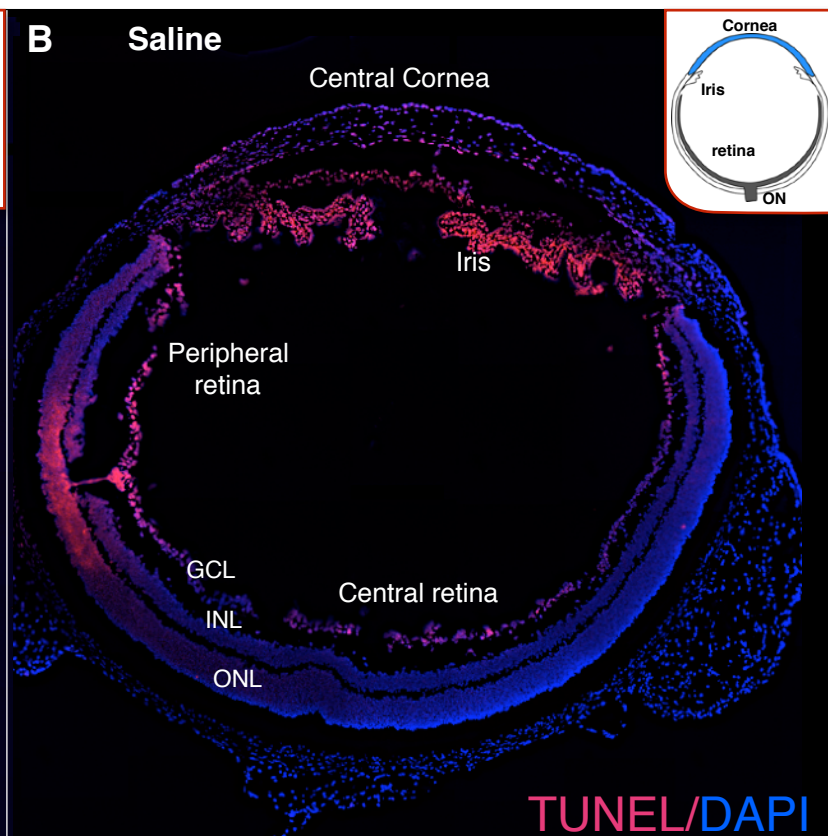 B Saline
Central Cornea
Cornea
Iris
retina
ON
Iris
Peripheral
retina
GCL
Central retina
INL
ONL
TUNEL/DAPI